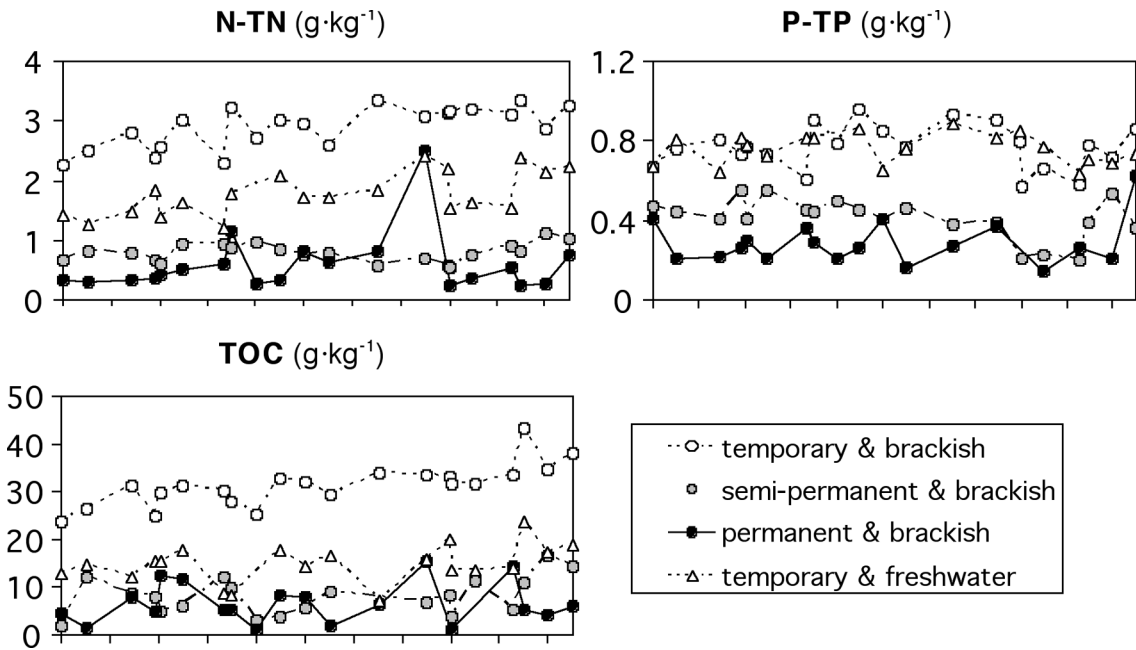 N-TN (g·kg⁻¹)
4
3
2
1
0
P-TP (g·kg⁻¹)
1.2
0.8
0.4
0
TOC (g·kg⁻¹)
50
40
30
20
10
0
temporary & brackish
semi-permanent & brackish
permanent & brackish
temporary & freshwater